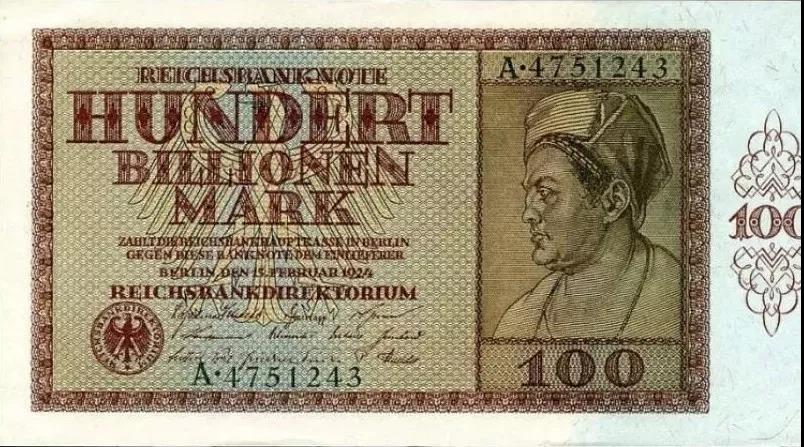 REICHSBANKNOTE
HUNDERT
BILLIONEN
MARK
ZAHLT DIE REICHSBANKHAUPTKASSE IN BERLIN
GEGEN DIESE BANKNOTE DEM EINLIEFERER
BERLIN, DEN 15. FEBRUAR 1924
REICHSBANKDIREKTORIUM
REICHSBANKDIREKTORIUM
A·4751243
A·4751243
100
100